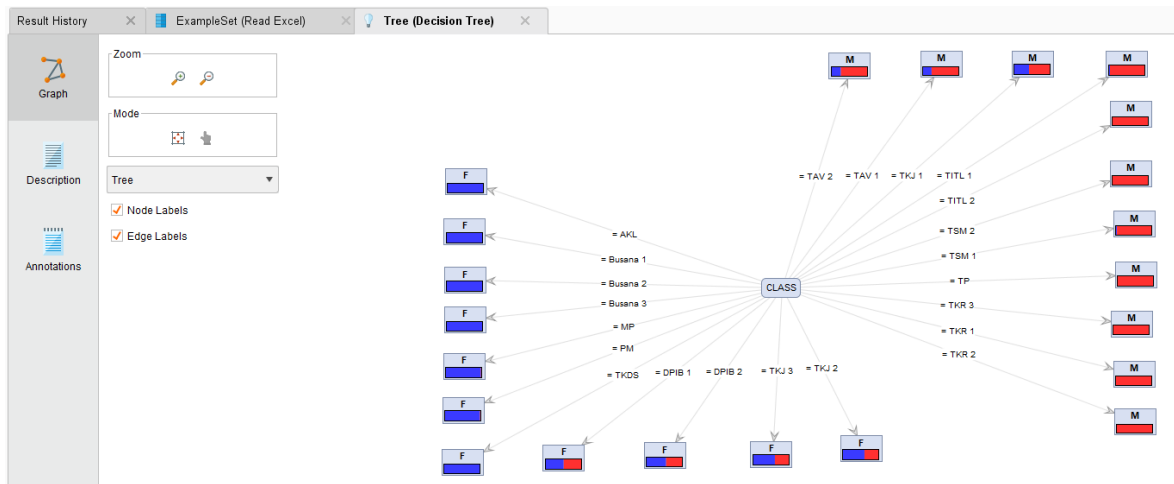 Result History
ExampleSet (Read Excel)
Tree (Decision Tree)
Graph
Description
Annotations
Zoom
Mode
Tree
Node Labels
Edge Labels
M
M
M
M
M
M
M
M
M
M
M
F
F
F
F
F
F
F
F
F
F
F
CLASS
= TAV 2
= TAV 1
= TKJ 1
= TITL 1
= TITL 2
= TSM 2
= TSM 1
= TP
= TKR 3
= TKR 1
= TKR 2
= AKL
= Busana 1
= Busana 2
= Busana 3
= MP
= PM
= TKDS
= DPIB 1
= DPIB 2
= TKJ 3
= TKJ 2